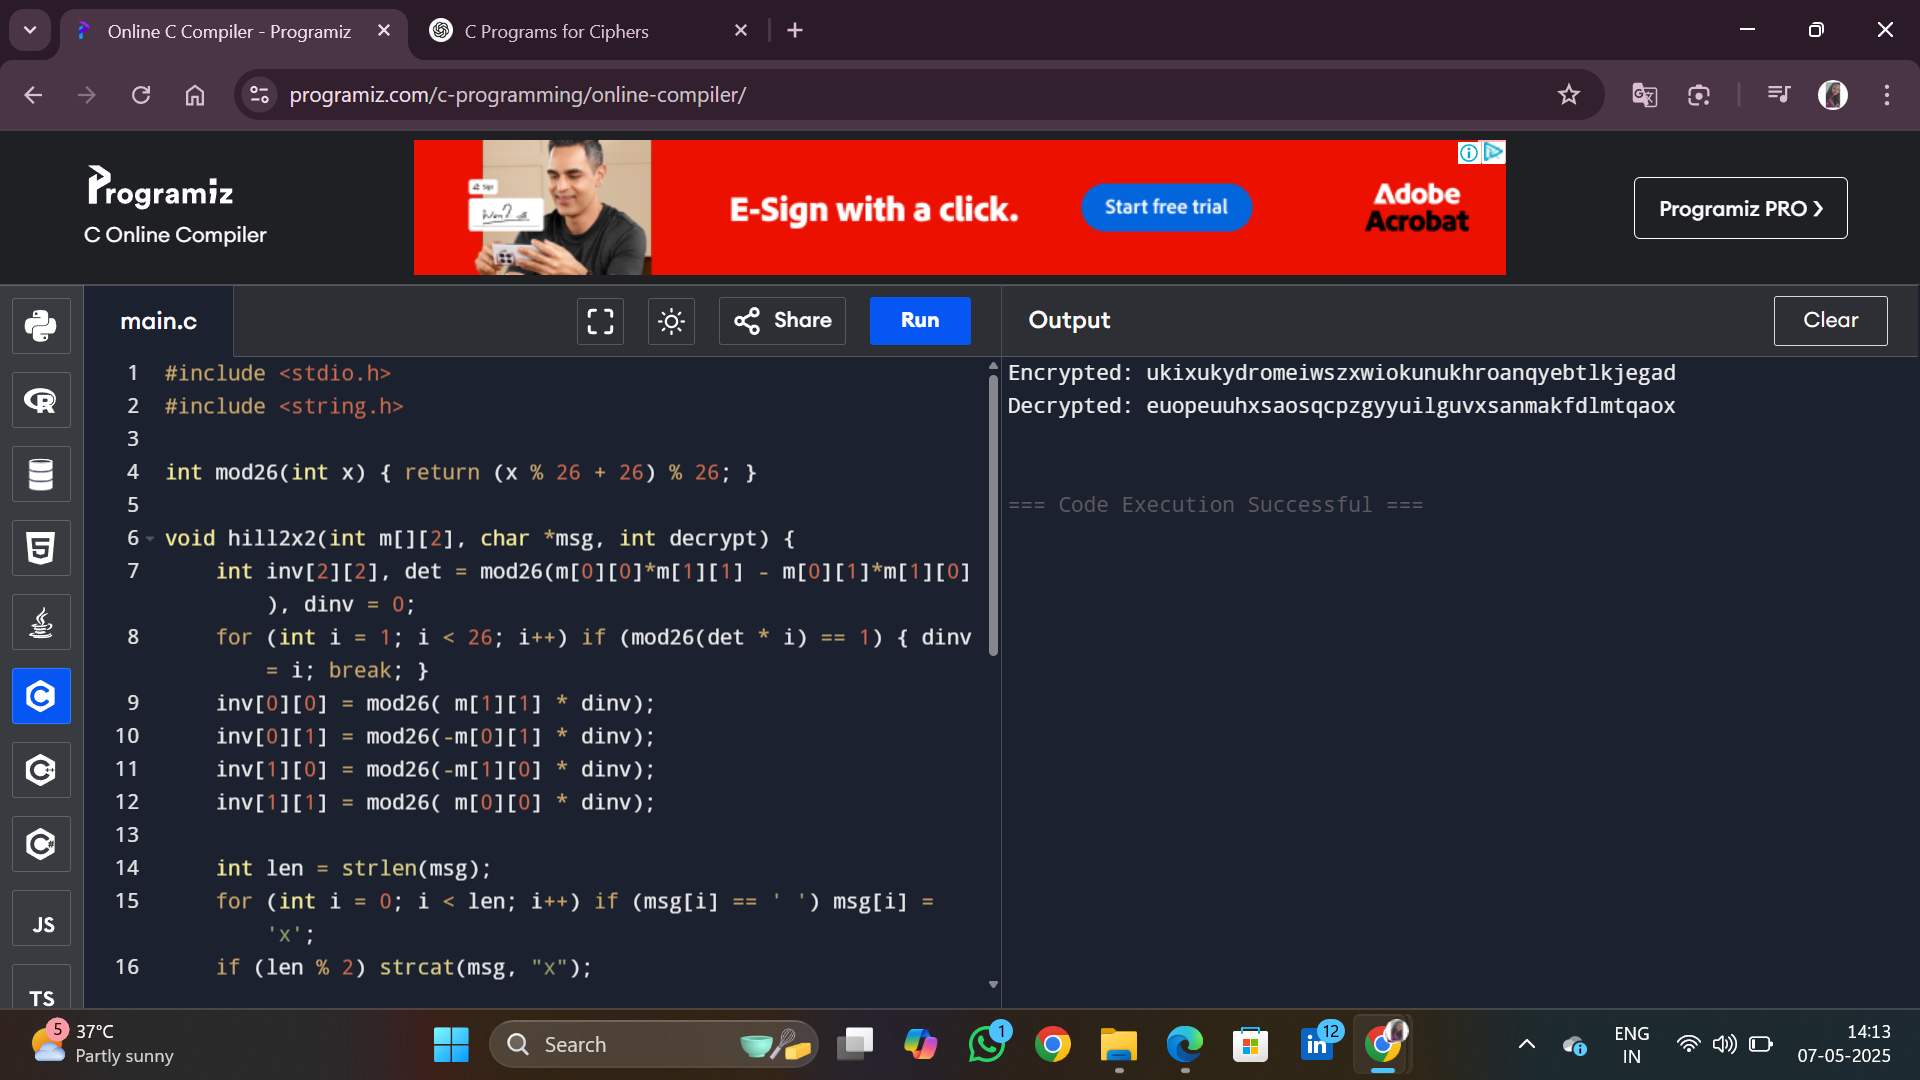 Online C Compiler - Programiz
C Programs for Ciphers
programiz.com/c-programming/online-compiler/
Programiz
C Online Compiler
Sign
E-Sign with a click.
Start free trial
Adobe
Acrobat
Programiz PRO ❯
main.c
Share
Run
Output
Clear
1 #include <stdio.h>
2 #include <string.h>
3
4 int mod26(int x) { return (x % 26 + 26) % 26; }
5
6 void hill2x2(int m[][2], char *msg, int decrypt) {
7 int inv[2][2], det = mod26(m[0][0]*m[1][1] - m[0][1]*m[1][0]
), dinv = 0;
8 for (int i = 1; i < 26; i++) if (mod26(det * i) == 1) { dinv
= i; break; }
9 inv[0][0] = mod26( m[1][1] * dinv);
10 inv[0][1] = mod26(-m[0][1] * dinv);
11 inv[1][0] = mod26(-m[1][0] * dinv);
12 inv[1][1] = mod26( m[0][0] * dinv);
13
14 int len = strlen(msg);
15 for (int i = 0; i < len; i++) if (msg[i] == ' ') msg[i] =
'x';
16 if (len % 2) strcat(msg, "x");
Encrypted: ukixukydromeiwszxwiokunukhroanqyebtlkjegad
Decrypted: euopeuuhxsaosqcpzgyyuilguvxsanmakfdlmtqaox
=== Code Execution Successful ===
JS
TS
5
37°C
Partly sunny
Search
1
12
ENG
IN
14:13
07-05-2025